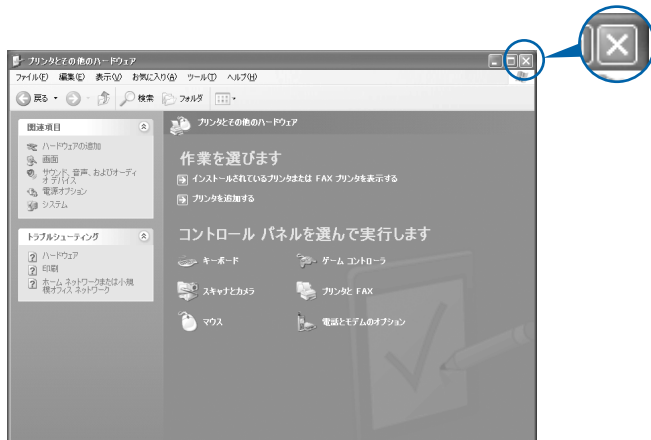 プリンタとその他のハードウェア
ファイル(F) 編集(E) 表示(V) お気に入り(A) ツール(T) ヘルプ(H)
戻る 検索 フォルダ
関連項目
ハードウェアの追加
画面
サウンド、音声、およびオーディ
オ デバイス
電源オプション
システム
トラブルシューティング
ハードウェア
印刷
ホーム ネットワークまたは小規
模オフィス ネットワーク
プリンタとその他のハードウェア
作業を選びます
インストールされているプリンタまたは FAX プリンタを表示する
プリンタを追加する
コントロール パネルを選んで実行します
キーボード
ゲーム コントローラ
スキャナとカメラ
プリンタと FAX
マウス
電話とモデムのオプション